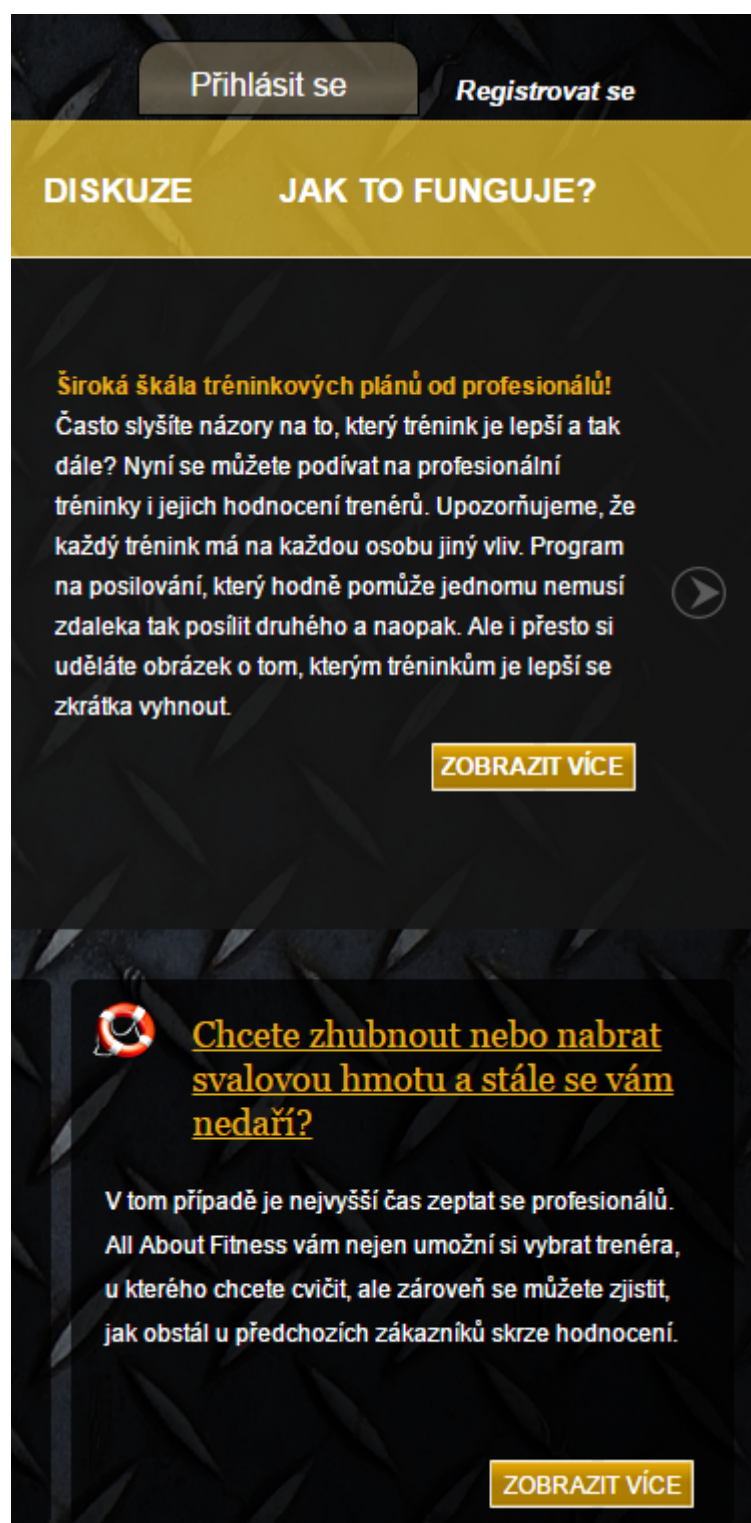 Přihlásit se
Registrovat se
DISKUZE
JAK TO FUNGUJE?
Široká škála tréninkových plánů od profesionálů!
Často slyšíte názory na to, který trénink je lepší a tak
dále? Nyní se můžete podívat na profesionální
tréninky i jejich hodnocení trenérů. Upozorňujeme, že
každý trénink má na každou osobu jiný vliv. Program
na posilování, který hodně pomůže jednomu nemusí
zdaleka tak posílit druhého a naopak. Ale i přesto si
uděláte obrázek o tom, kterým tréninkům je lepší se
zkrátka vyhnout.
ZOBRAZIT VÍCE
Chcete zhubnout nebo nabrat
svalovou hmotu a stále se vám
nedaří?
V tom případě je nejvyšší čas zeptat se profesionálů.
All About Fitness vám nejen umožní si vybrat trenéra,
u kterého chcete cvičit, ale zároveň se můžete zjistit,
jak obstál u předchozích zákazníků skrze hodnocení.
ZOBRAZIT VÍCE